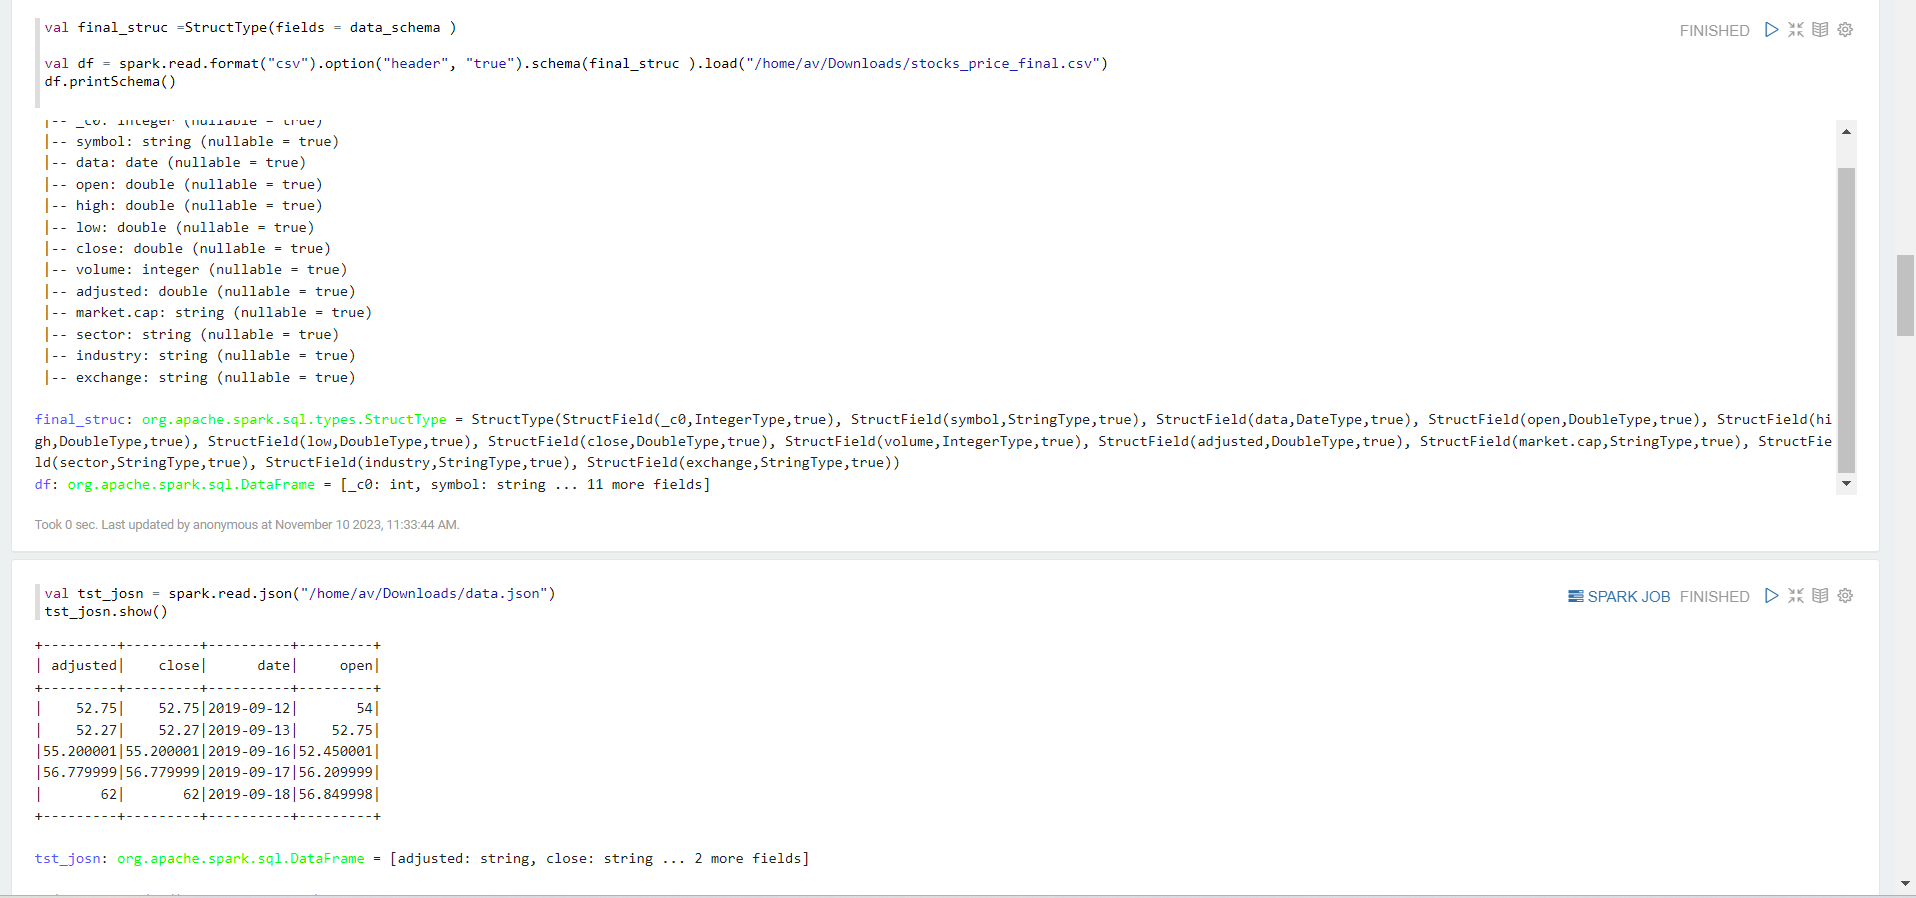 val final_struc =StructType(fields = data_schema )
FINISHED
val df = spark.read.format("csv").option("header", "true").schema(final_struc ).load("/home/av/Downloads/stocks_price_final.csv")
df.printSchema()
|-- _c0: integer (nullable = true)
|-- symbol: string (nullable = true)
|-- data: date (nullable = true)
|-- open: double (nullable = true)
|-- high: double (nullable = true)
|-- low: double (nullable = true)
|-- close: double (nullable = true)
|-- volume: integer (nullable = true)
|-- adjusted: double (nullable = true)
|-- market.cap: string (nullable = true)
|-- sector: string (nullable = true)
|-- industry: string (nullable = true)
|-- exchange: string (nullable = true)
final_struc: org.apache.spark.sql.types.StructType = StructType(StructField(_c0,IntegerType,true), StructField(symbol,StringType,true), StructField(data,DateType,true), StructField(open,DoubleType,true), StructField(hi
gh,DoubleType,true), StructField(low,DoubleType,true), StructField(close,DoubleType,true), StructField(volume,IntegerType,true), StructField(adjusted,DoubleType,true), StructField(market.cap,StringType,true), StructFie
ld(sector,StringType,true), StructField(industry,StringType,true), StructField(exchange,StringType,true))
df: org.apache.spark.sql.DataFrame = [_c0: int, symbol: string ... 11 more fields]
Took 0 sec. Last updated by anonymous at November 10 2023, 11:33:44 AM.
val tst_josn = spark.read.json("/home/av/Downloads/data.json")
SPARK JOB FINISHED
tst_josn.show()
+---------+---------+----------+---------+
| adjusted|    close|      date|     open|
+---------+---------+----------+---------+
|    52.75|    52.75|2019-09-12|       54|
|    52.27|    52.27|2019-09-13|    52.75|
|55.200001|55.200001|2019-09-16|52.450001|
|56.779999|56.779999|2019-09-17|56.209999|
|       62|       62|2019-09-18|56.849998|
+---------+---------+----------+---------+
tst_josn: org.apache.spark.sql.DataFrame = [adjusted: string, close: string ... 2 more fields]